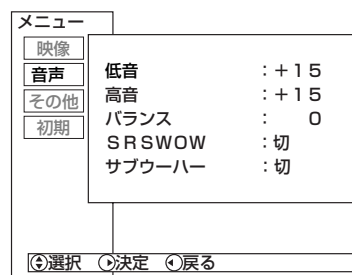 メニュー
映像
音声
その他
初期
低音 :+15
高音 :+15
バランス : 0
SRSWOW :切
サブウーハー :切
選択 決定 戻る